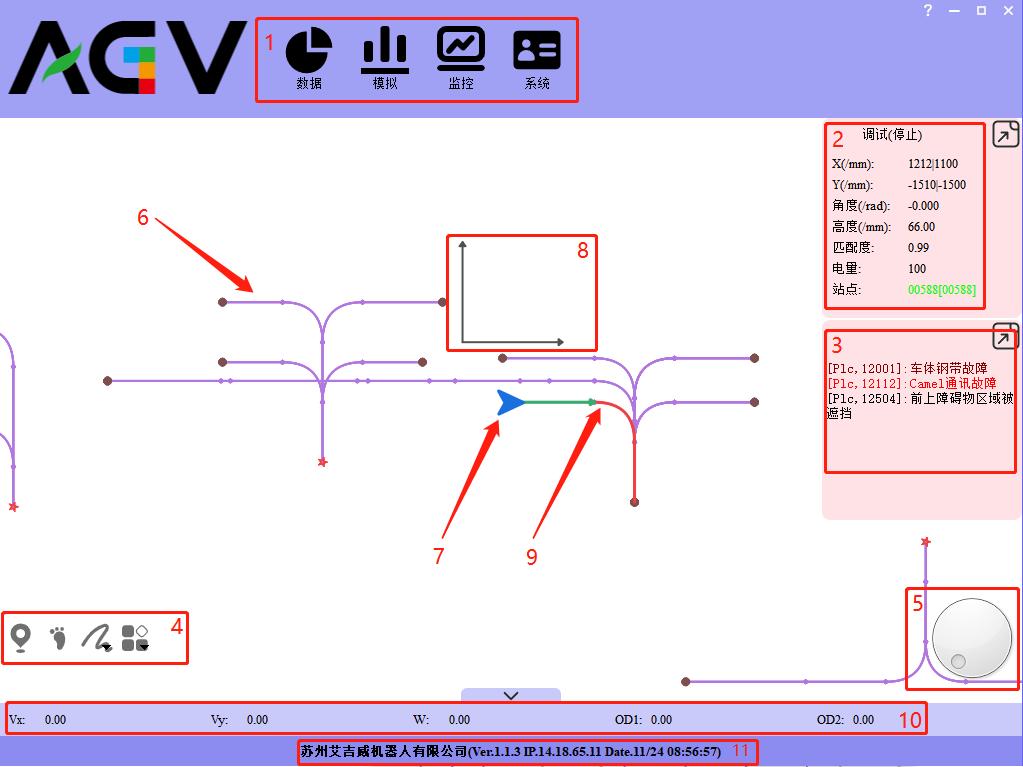 AGV
? — □ ×
1
数据 模拟 监控 系统
2 调试(停止)
X(/mm): 1212|1100
Y(/mm): -1510|-1500
角度(/rad): -0.000
高度(/mm): 66.00
匹配度: 0.99
电量: 100
站点: 00588[00588]
3
[Plc,12001]:车体钢带故障
[Plc,12112]:Camel通讯故障
[Plc,12504]:前上障碍物区域被
遮挡
6
8
7
9
4
5
Vx: 0.00 Vy: 0.00 W: 0.00 OD1: 0.00 OD2: 0.00 10
苏州艾吉威机器人有限公司(Ver.1.1.3 IP.14.18.65.11 Date.11/24 08:56:57) 11